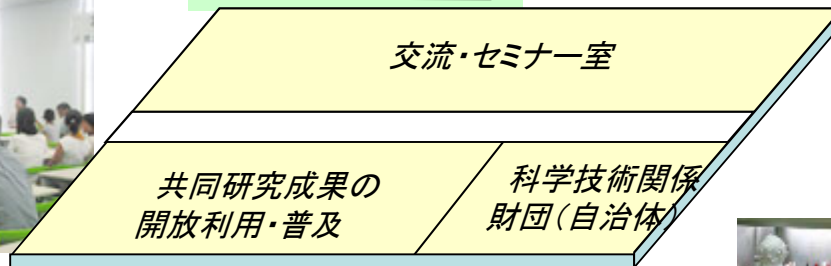 交流・セミナー室
共同研究成果の
開放利用・普及
科学技術関係
財団（自治体）